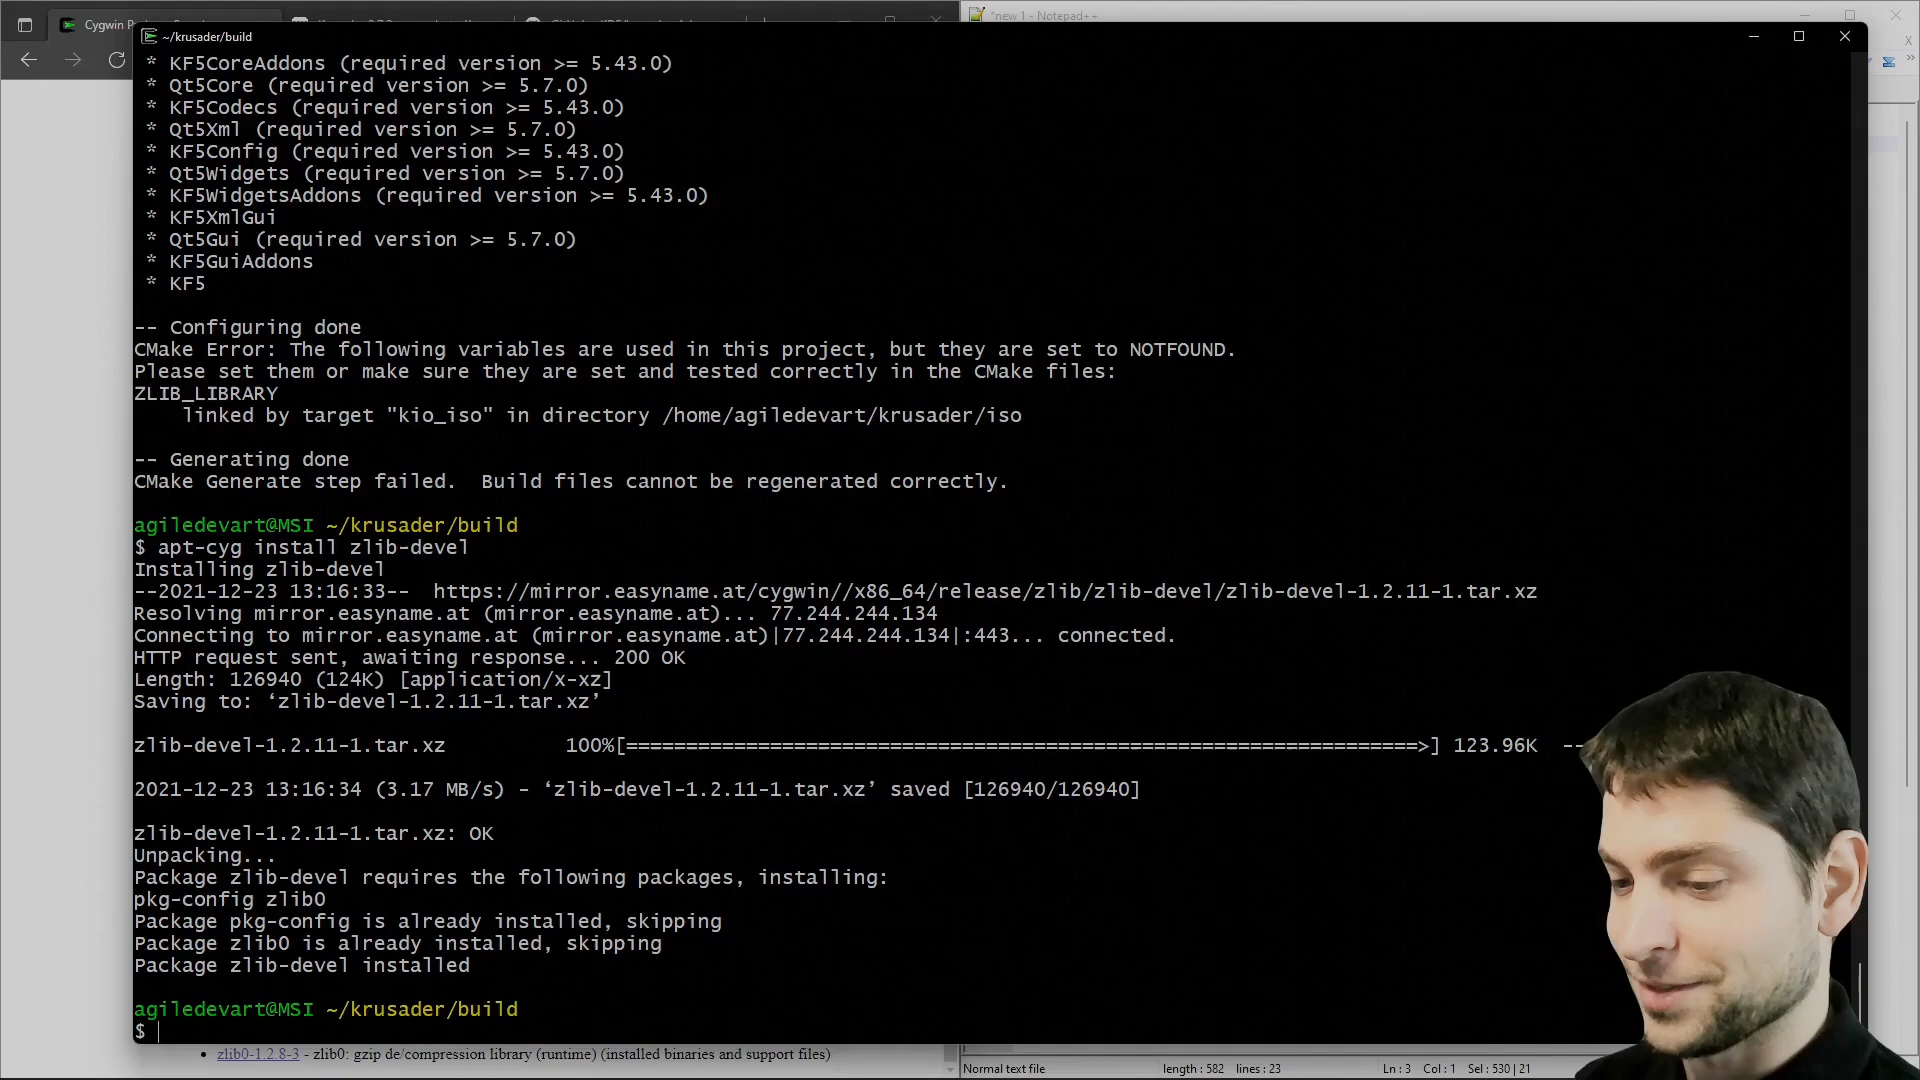 Cygwin P
*new 1 - Notepad++
~/krusader/build
* KF5CoreAddons (required version >= 5.43.0)
* Qt5Core (required version >= 5.7.0)
* KF5Codecs (required version >= 5.43.0)
* Qt5Xml (required version >= 5.7.0)
* KF5Config (required version >= 5.43.0)
* Qt5Widgets (required version >= 5.7.0)
* KF5WidgetsAddons (required version >= 5.43.0)
* KF5XmlGui
* Qt5Gui (required version >= 5.7.0)
* KF5GuiAddons
* KF5
-- Configuring done
CMake Error: The following variables are used in this project, but they are set to NOTFOUND.
Please set them or make sure they are set and tested correctly in the CMake files:
ZLIB_LIBRARY
linked by target "kio_iso" in directory /home/agiledevart/krusader/iso
-- Generating done
CMake Generate step failed.  Build files cannot be regenerated correctly.
agiledevart@MSI ~/krusader/build
$ apt-cyg install zlib-devel
Installing zlib-devel
--2021-12-23 13:16:33--  https://mirror.easyname.at/cygwin//x86_64/release/zlib/zlib-devel/zlib-devel-1.2.11-1.tar.xz
Resolving mirror.easyname.at (mirror.easyname.at)... 77.244.244.134
Connecting to mirror.easyname.at (mirror.easyname.at)|77.244.244.134|:443... connected.
HTTP request sent, awaiting response... 200 OK
Length: 126940 (124K) [application/x-xz]
Saving to: ‘zlib-devel-1.2.11-1.tar.xz’
zlib-devel-1.2.11-1.tar.xz 100%[==================================================================>] 123.96K --
2021-12-23 13:16:34 (3.17 MB/s) - ‘zlib-devel-1.2.11-1.tar.xz’ saved [126940/126940]
zlib-devel-1.2.11-1.tar.xz: OK
Unpacking...
Package zlib-devel requires the following packages, installing:
pkg-config zlib0
Package pkg-config is already installed, skipping
Package zlib0 is already installed, skipping
Package zlib-devel installed
agiledevart@MSI ~/krusader/build
$
• zlib0-1.2.8-3 - zlib0: gzip de/compression library (runtime) (installed binaries and support files)
Normal text file length : 582 lines : 23 Ln : 3 Col : 1 Sel : 530 | 21